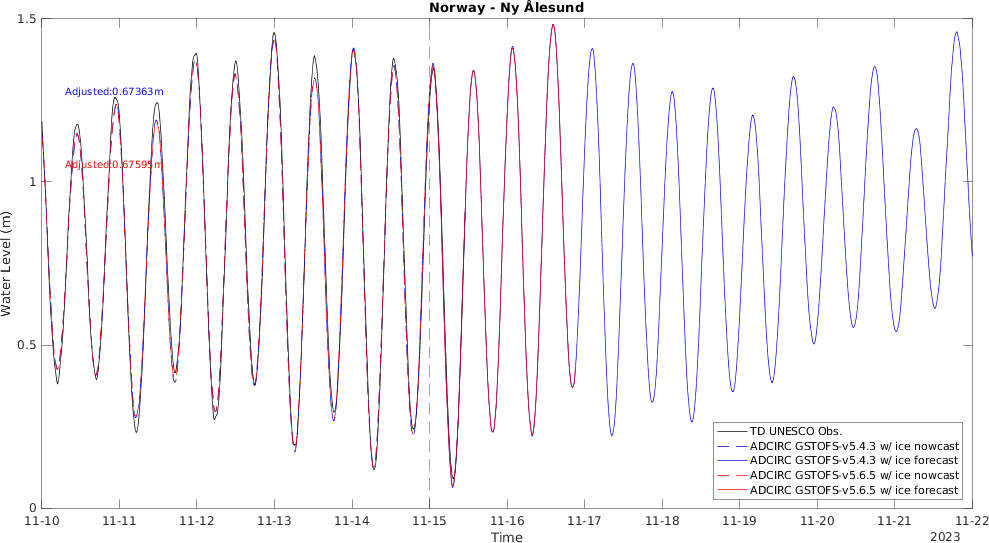 Norway - Ny Ålesund
1.5
Adjusted:0.67363m
Adjusted:0.67595m
1
Water Level (m)
0.5
0
TD UNESCO Obs.
ADCIRC GSTOFS-v5.4.3 w/ ice nowcast
ADCIRC GSTOFS-v5.4.3 w/ ice forecast
ADCIRC GSTOFS-v5.6.5 w/ ice nowcast
ADCIRC GSTOFS-v5.6.5 w/ ice forecast
11-10 11-11 11-12 11-13 11-14 11-15 11-16 11-17 11-18 11-19 11-20 11-21 11-22
Time
2023